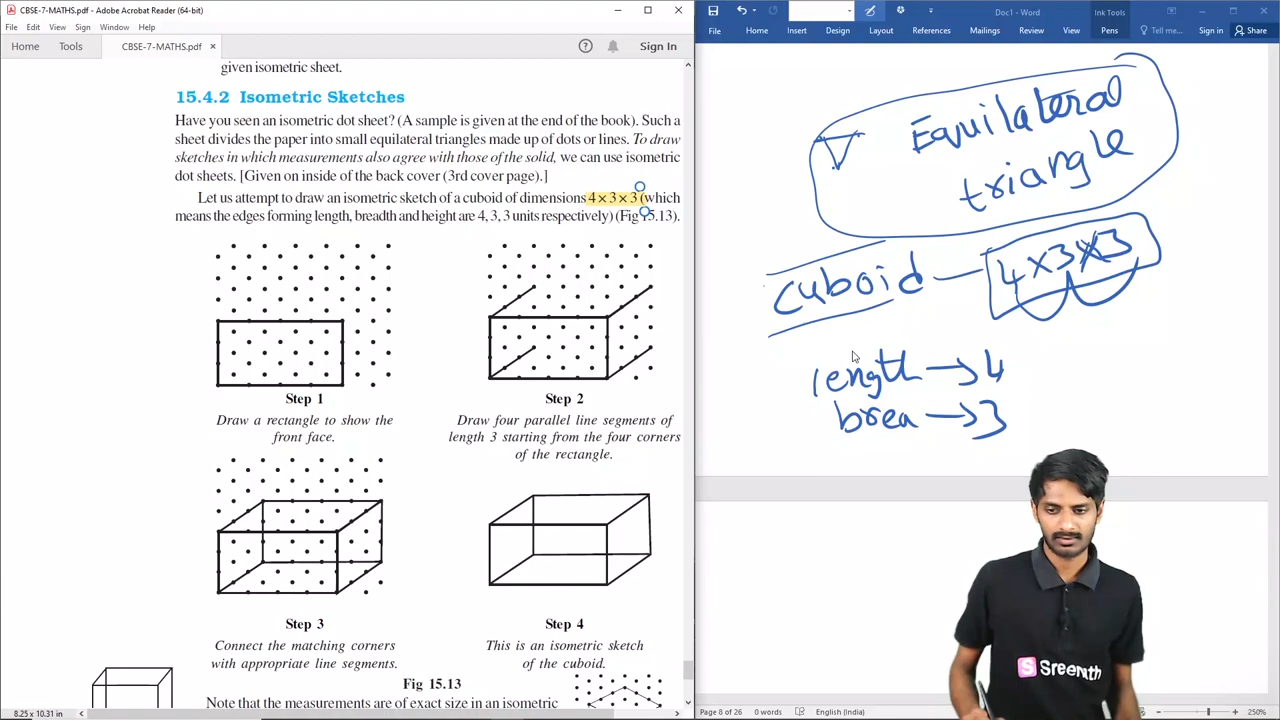 CBSE-7-MATHS.pdf - Adobe Acrobat Reader (64-bit)
File Edit View Sign Window Help
Home Tools CBSE-7-MATHS.pdf × Sign In
given isometric sheet.
15.4.2 Isometric Sketches
Have you seen an isometric dot sheet? (A sample is given at the end of the book). Such a
sheet divides the paper into small equilateral triangles made up of dots or lines. To draw
sketches in which measurements also agree with those of the solid, we can use isometric
dot sheets. [Given on inside of the back cover (3rd cover page).]
Let us attempt to draw an isometric sketch of a cuboid of dimensions 4 × 3 × 3 (which
means the edges forming length, breadth and height are 4, 3, 3 units respectively) (Fig 15.13).
Step 1
Draw a rectangle to show the
front face.
Step 2
Draw four parallel line segments of
length 3 starting from the four corners
of the rectangle.
Step 3
Connect the matching corners
with appropriate line segments.
Step 4
This is an isometric sketch
of the cuboid.
Fig 15.13
Note that the measurements are of exact size in an isometric
8.25 x 10.31 in
Doc1 - Word
Ink Tools
File Home Insert Design Layout References Mailings Review View Pens Tell me... Sign in Share
Equilateral
triangle
cuboid — 4×3×3
length → 4
brea → 3
S Sreenath
Page 8 of 26 0 words English (India) 250%